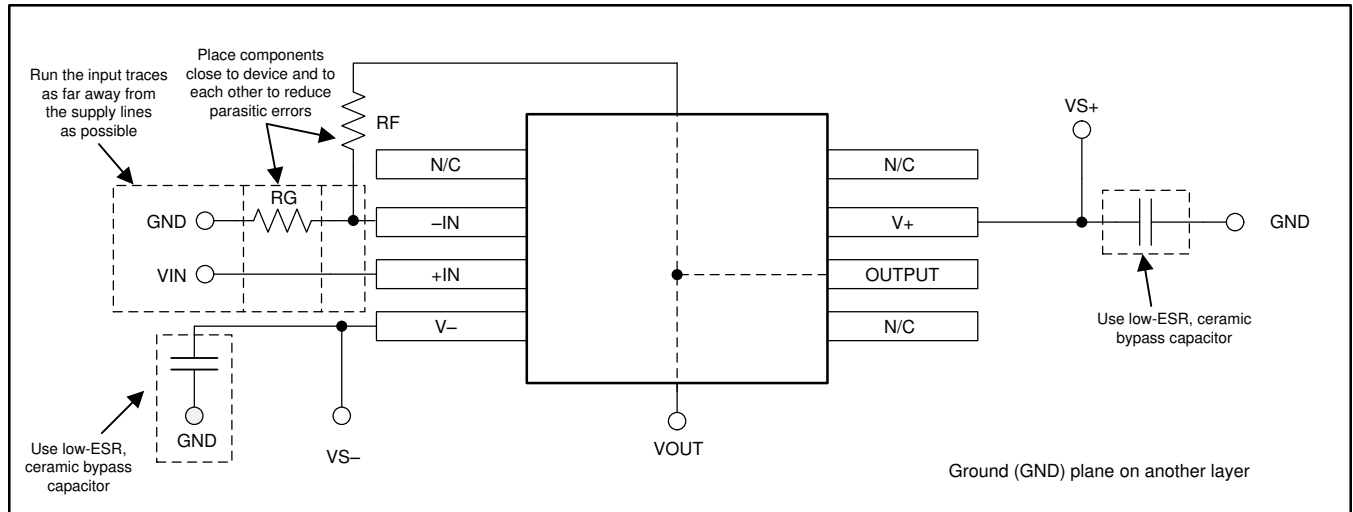 Run the input traces
as far away from
the supply lines
as possible
Place components
close to device and to
each other to reduce
parasitic errors
RF
N/C
N/C
VS+
RG
GND
–IN
V+
GND
VIN
+IN
OUTPUT
V–
N/C
Use low-ESR, ceramic
bypass capacitor
GND
VS–
VOUT
Use low-ESR,
ceramic bypass
capacitor
Ground (GND) plane on another layer